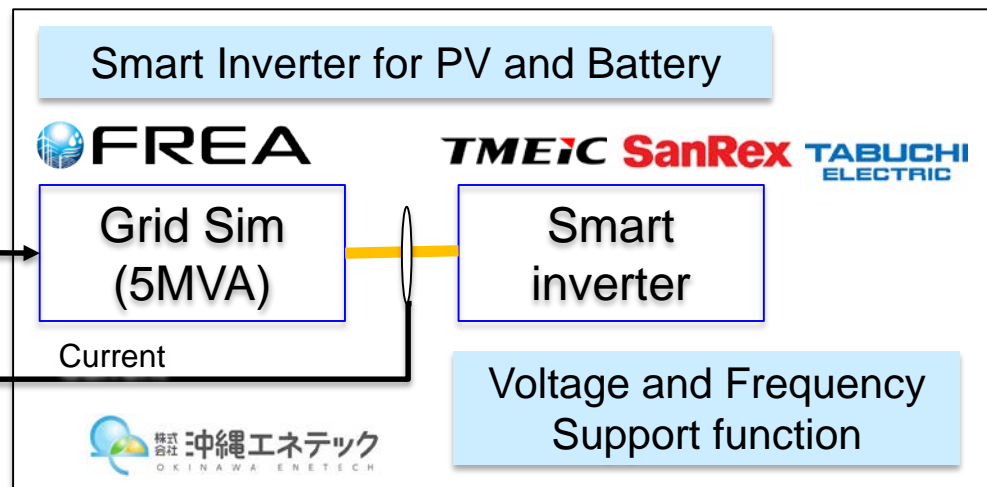 Smart Inverter for PV and Battery
FREA
TMEiC SanRex TABUCHI
ELECTRIC
Grid Sim
(5MVA)
Smart
inverter
Current
Voltage and Frequency
Support function
株式会社 沖縄エネテック
OKINAWA ENETECH